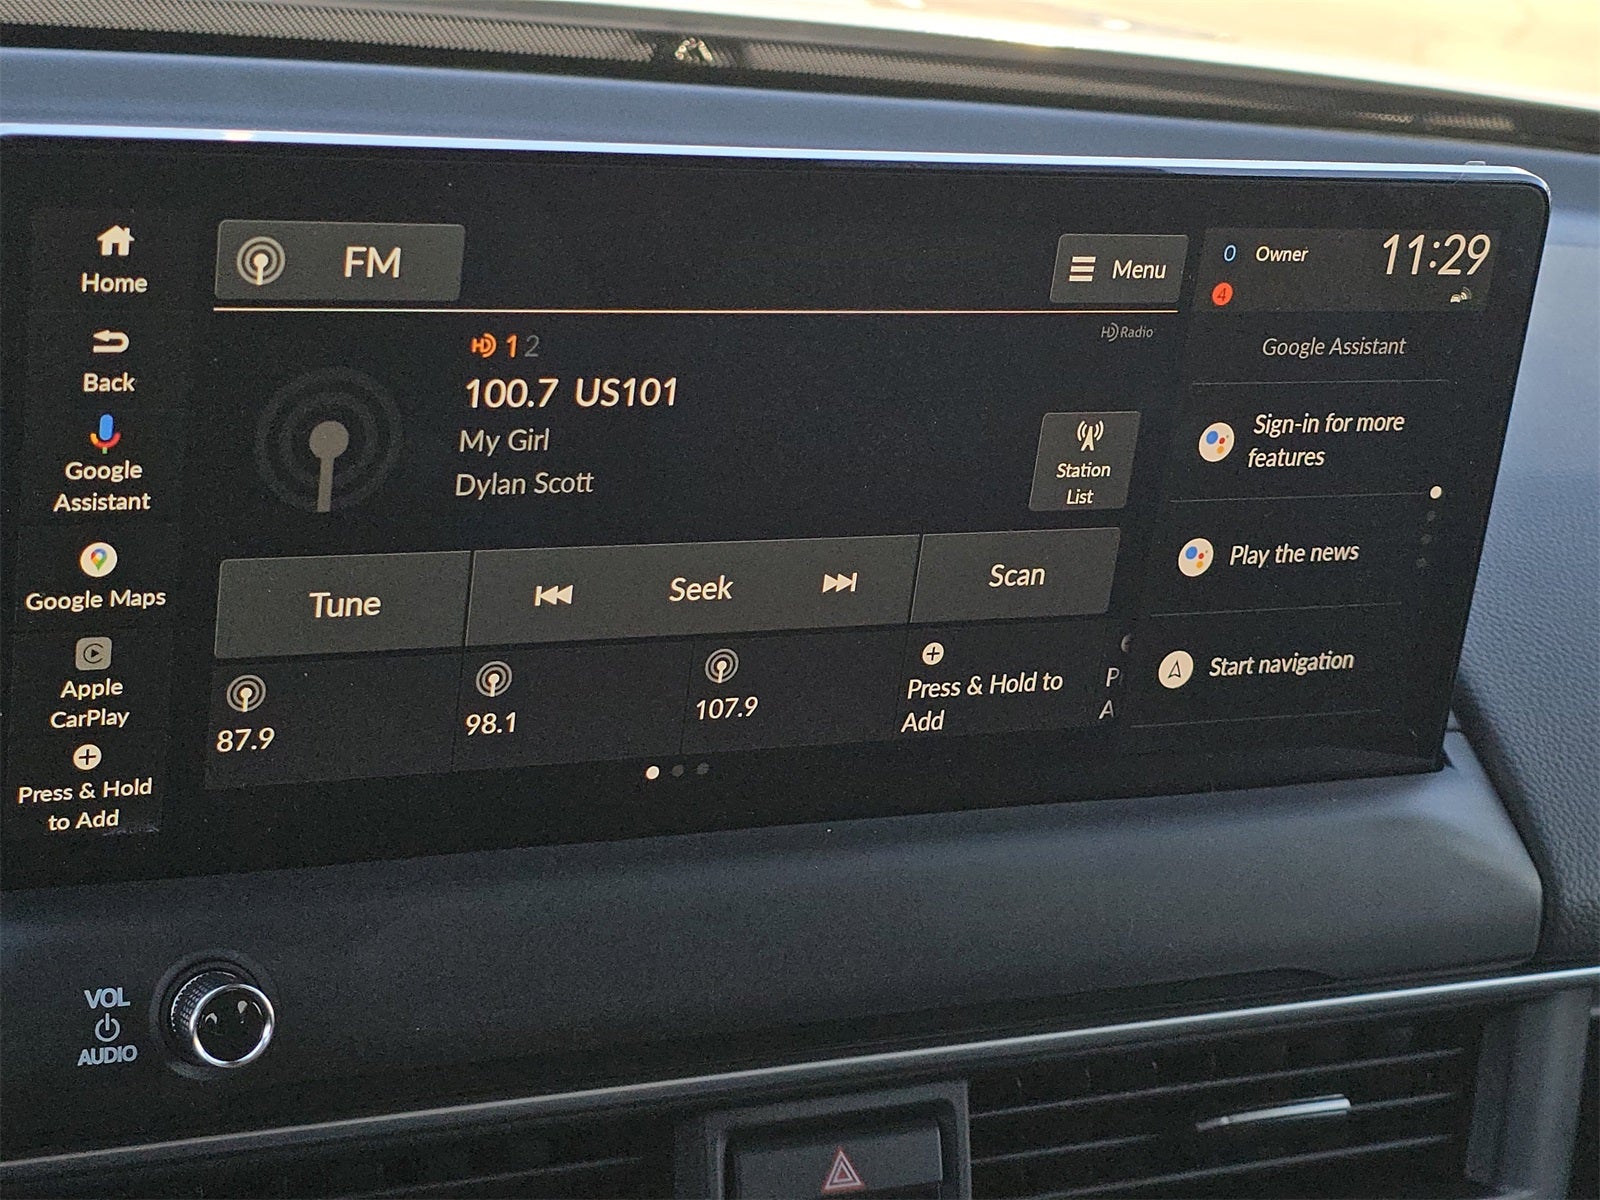 Home
Back
Google
Assistant
Google Maps
Apple
CarPlay
Press & Hold
to Add
FM
Menu
HD Radio
HD 1 2
100.7 US101
My Girl
Dylan Scott
Station
List
Tune
Seek
Scan
87.9
98.1
107.9
Press & Hold to
Add
P
A
0 Owner 11:29
4
Google Assistant
Sign-in for more
features
Play the news
Start navigation
VOL
AUDIO